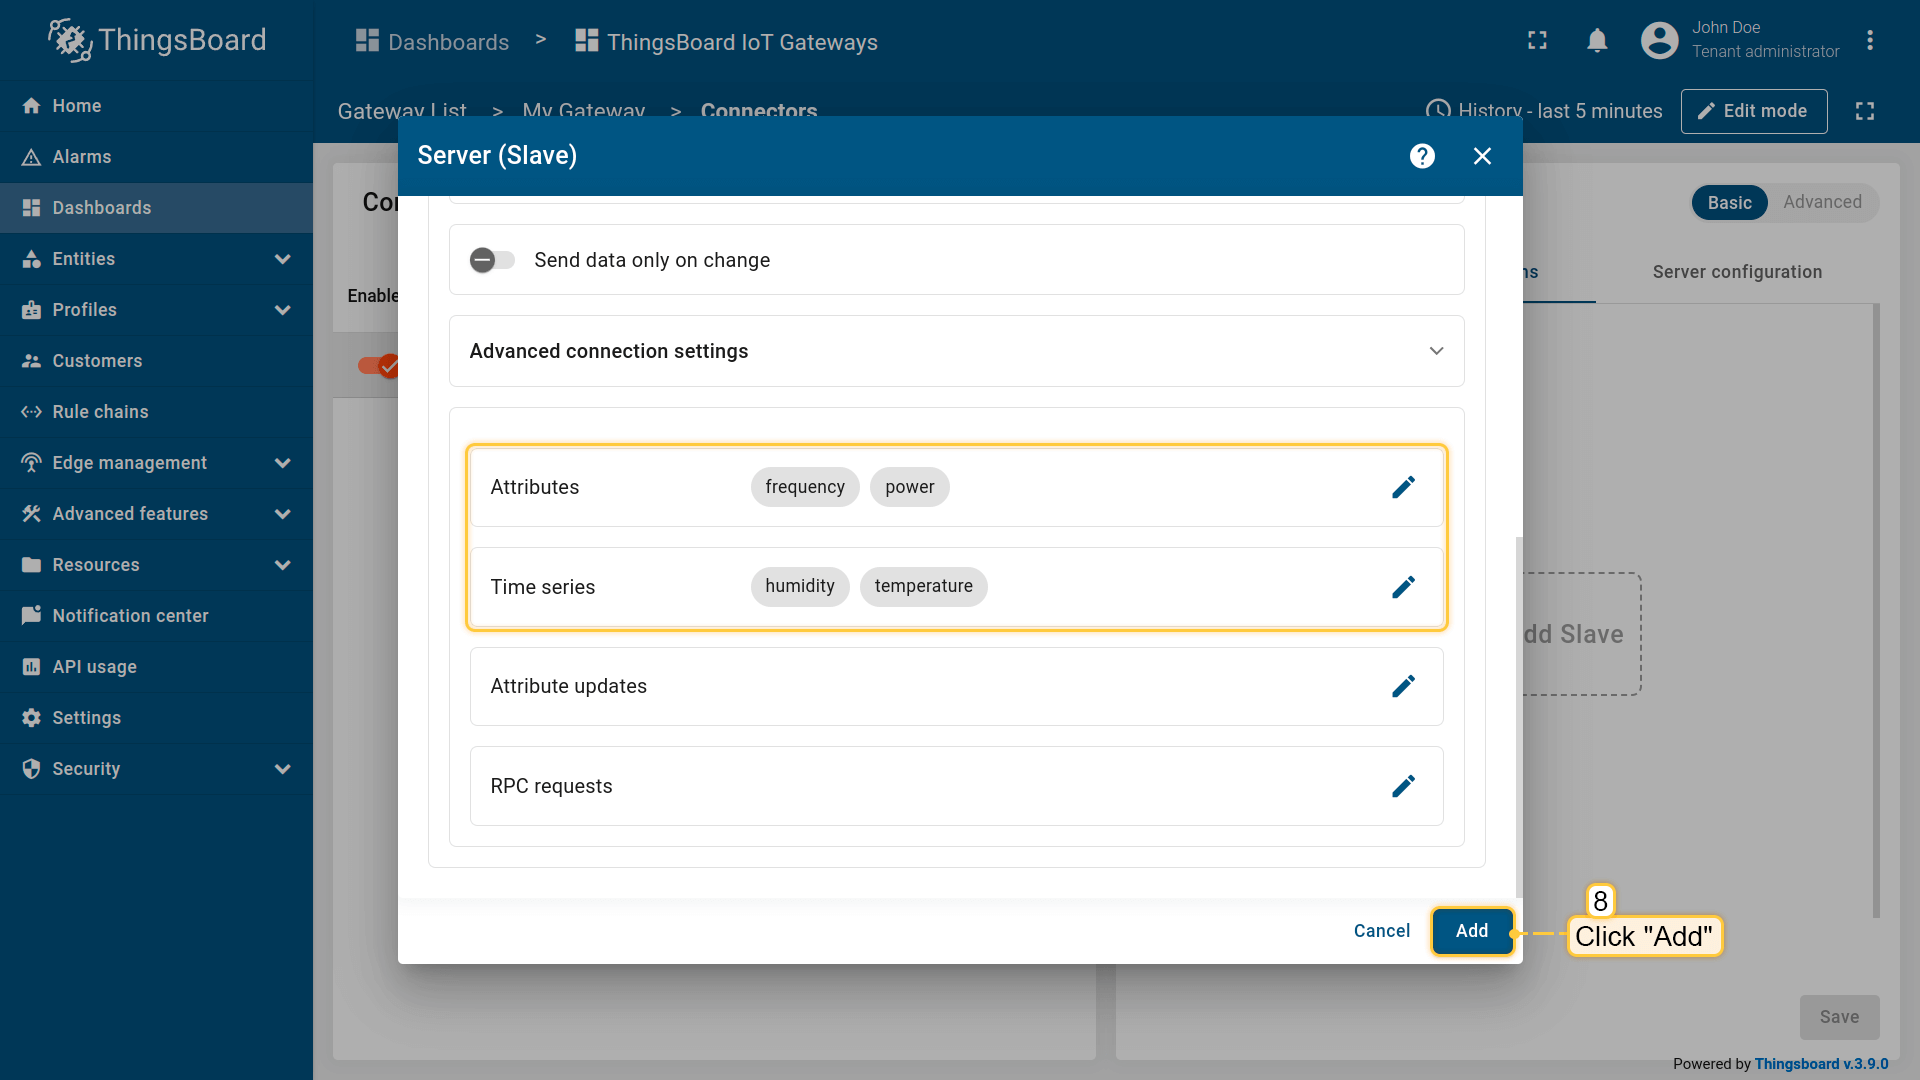 ThingsBoard
Dashboards > ThingsBoard IoT Gateways
John Doe
Tenant administrator
Home
Alarms
Dashboards
Entities
Profiles
Customers
Rule chains
Edge management
Advanced features
Resources
Notification center
API usage
Settings
Security
Gateway List > My Gateway > Connectors
History - last 5 minutes
Edit mode
Server (Slave)
Basic
Advanced
Server configuration
Send data only on change
Advanced connection settings
Attributes
frequency
power
Time series
humidity
temperature
Attribute updates
RPC requests
Slave
Cancel
Add
8
Click "Add"
Save
Powered by Thingsboard v.3.9.0